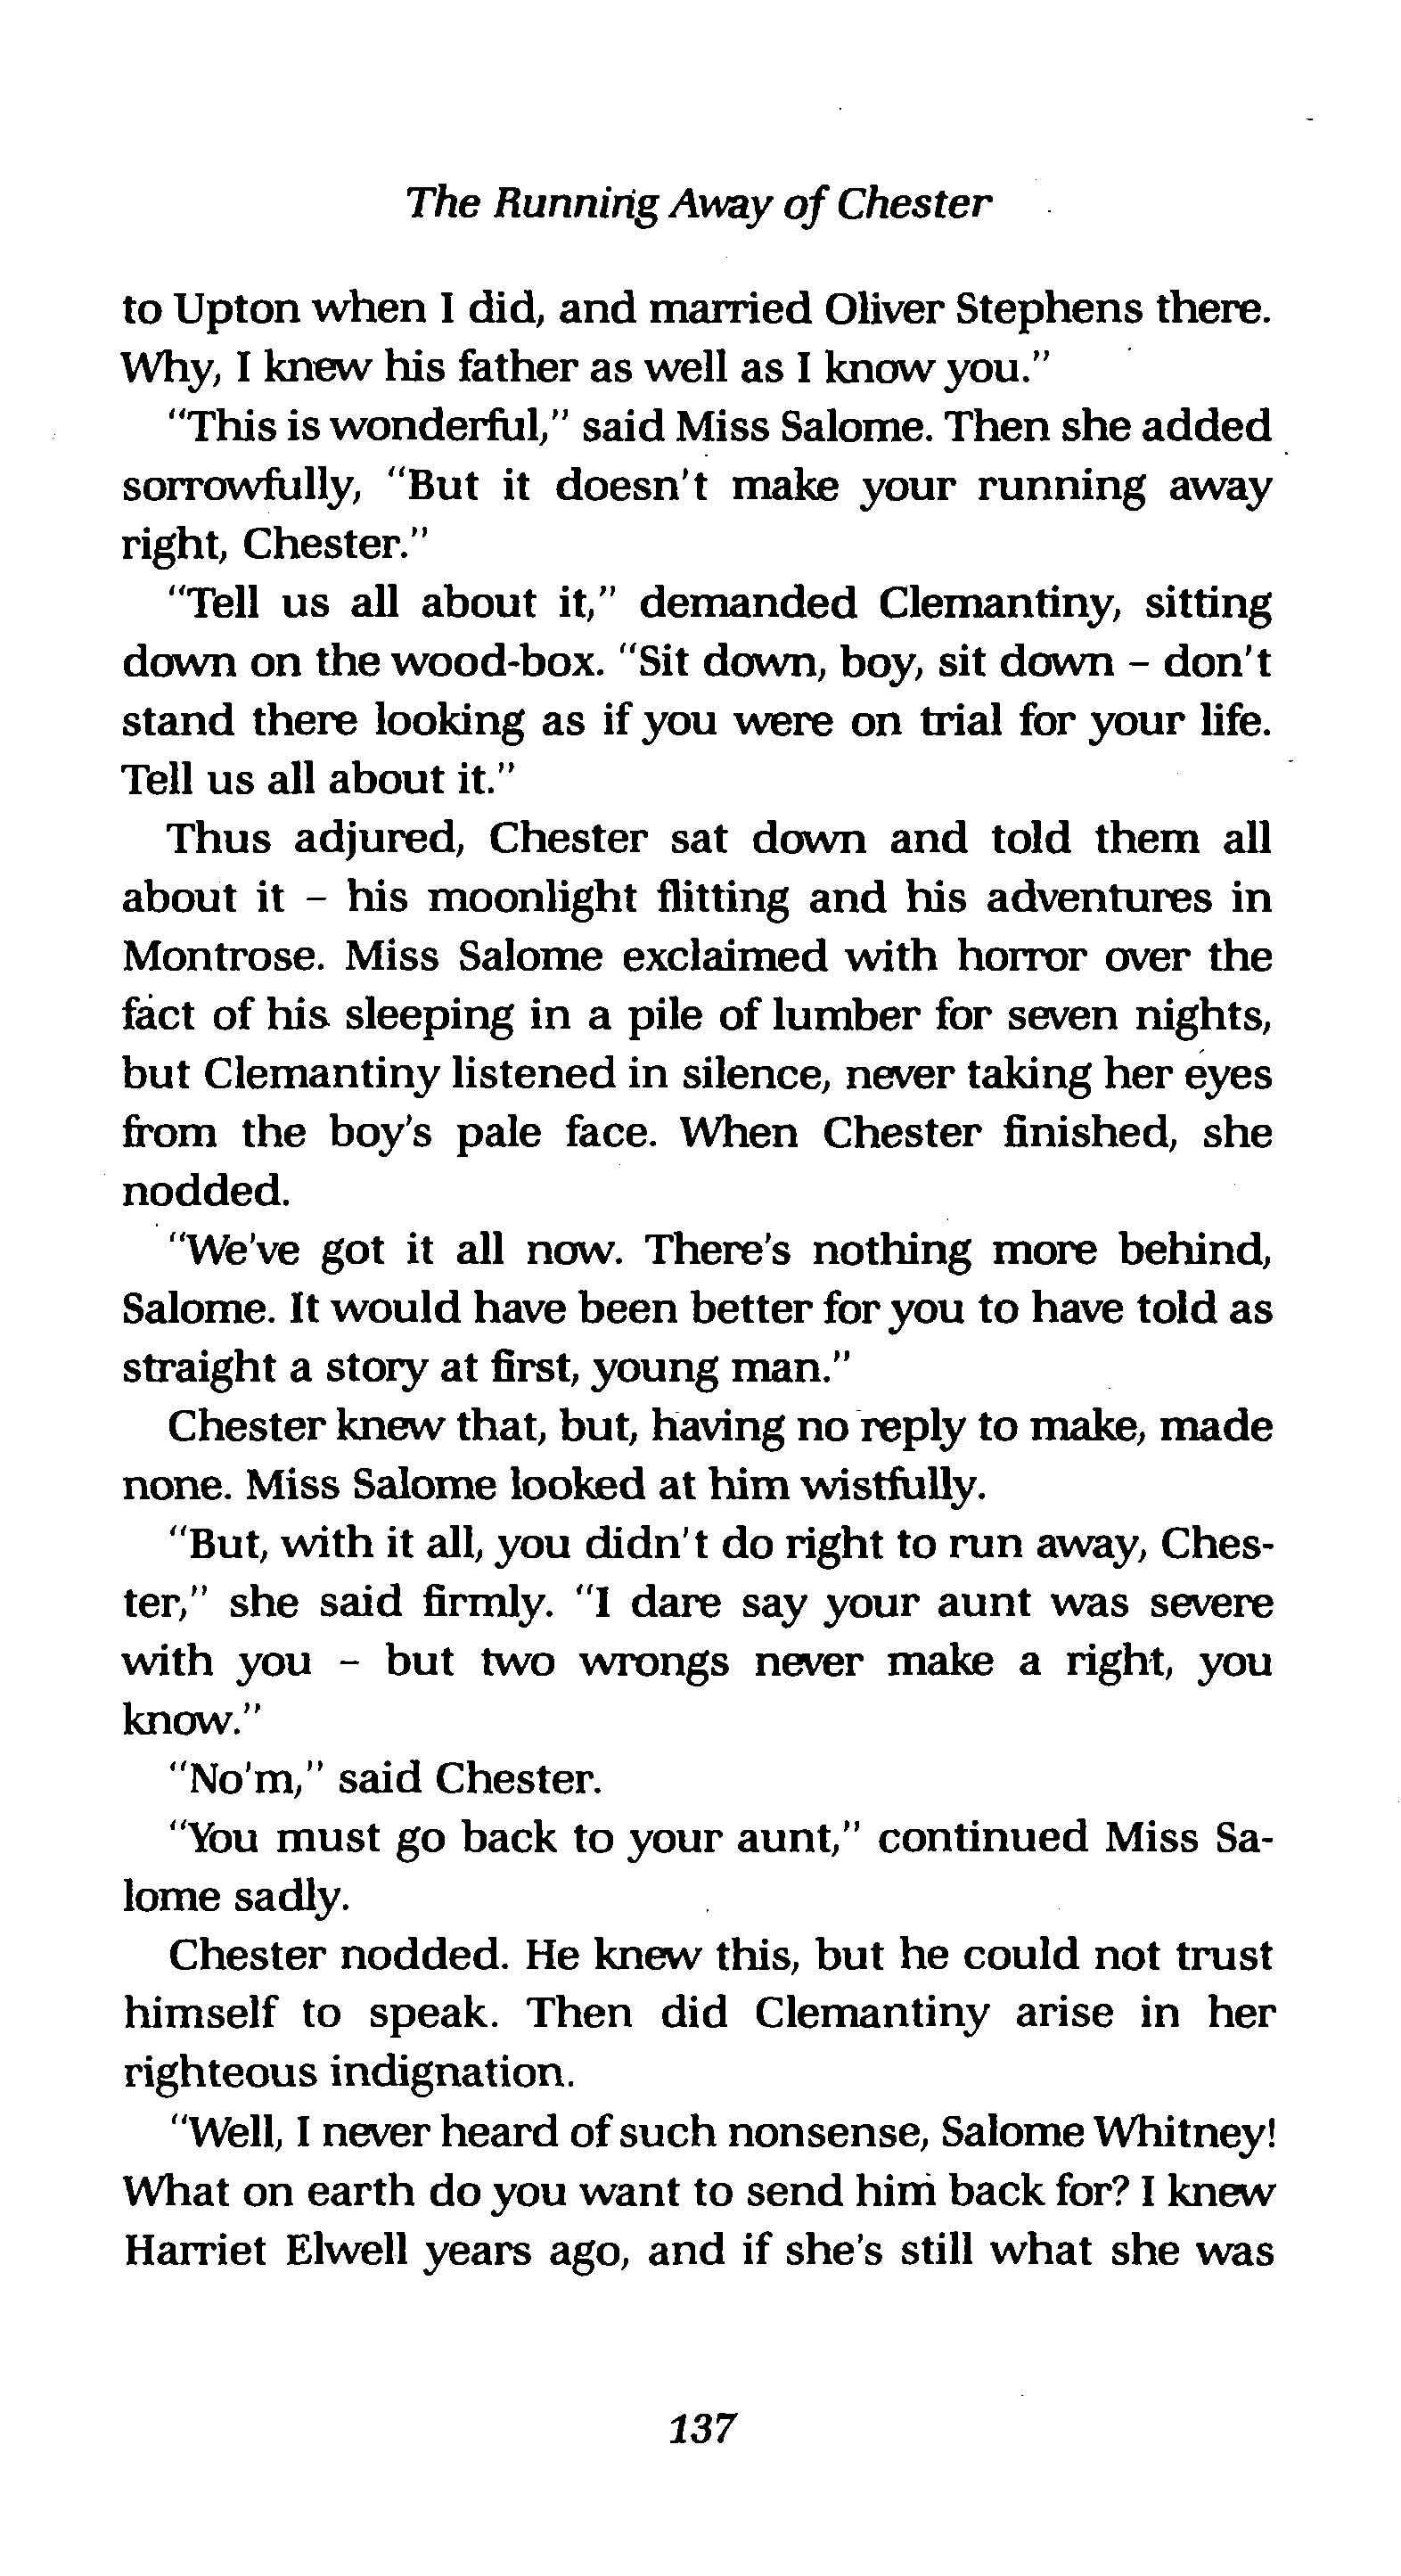 The Running Away of Chester
to Upton when I did, and married Oliver Stephens there.
Why, I knew his father as well as I know you."
"This is wonderful," said Miss Salome. Then she added
sorrowfully, "But it doesn't make your running away
right, Chester."
"Tell us all about it," demanded Clemantiny, sitting
down on the wood-box. "Sit down, boy, sit down – don't
stand there looking as if you were on trial for your life.
Tell us all about it."
Thus adjured, Chester sat down and told them all
about it – his moonlight flitting and his adventures in
Montrose. Miss Salome exclaimed with horror over the
fact of his sleeping in a pile of lumber for seven nights,
but Clemantiny listened in silence, never taking her eyes
from the boy's pale face. When Chester finished, she
nodded.
"We've got it all now. There's nothing more behind,
Salome. It would have been better for you to have told as
straight a story at first, young man."
Chester knew that, but, having no reply to make, made
none. Miss Salome looked at him wistfully.
"But, with it all, you didn't do right to run away, Ches-
ter," she said firmly. "I dare say your aunt was severe
with you – but two wrongs never make a right, you
know."
"No'm," said Chester.
"You must go back to your aunt," continued Miss Sa-
lome sadly.
Chester nodded. He knew this, but he could not trust
himself to speak. Then did Clemantiny arise in her
righteous indignation.
"Well, I never heard of such nonsense, Salome Whitney!
What on earth do you want to send him back for? I knew
Harriet Elwell years ago, and if she's still what she was
137